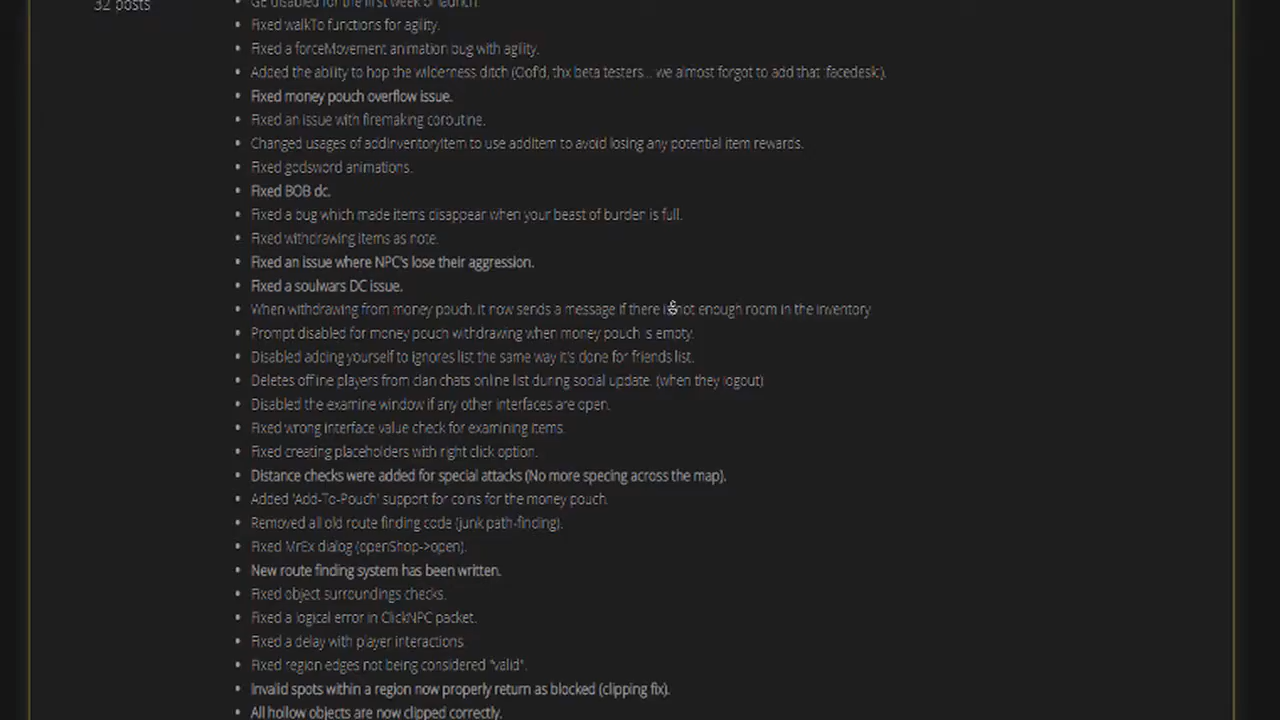 32 posts
GE disabled for the first week of launch.
Fixed walkTo functions for agility.
Fixed a forceMovement animation bug with agility.
Added the ability to hop the wilderness ditch (Oof'd, thx beta testers... we almost forgot to add that :facedesk:).
Fixed money pouch overflow issue.
Fixed an issue with firemaking coroutine.
Changed usages of addInventoryItem to use addItem to avoid losing any potential item rewards.
Fixed godsword animations.
Fixed BOB dc.
Fixed a bug which made items disappear when your beast of burden is full.
Fixed withdrawing items as note.
Fixed an issue where NPC's lose their aggression.
Fixed a soulwars DC issue.
When withdrawing from money pouch, it now sends a message if there is not enough room in the inventory
Prompt disabled for money pouch withdrawing when money pouch is empty.
Disabled adding yourself to ignores list the same way it's done for friends list.
Deletes offline players from clan chats online list during social update. (when they logout)
Disabled the examine window if any other interfaces are open.
Fixed wrong interface value check for examining items.
Fixed creating placeholders with right click option.
Distance checks were added for special attacks (No more specing across the map).
Added 'Add-To-Pouch' support for coins for the money pouch.
Removed all old route finding code (junk path-finding).
Fixed MrEx dialog (openShop->open).
New route finding system has been written.
Fixed object surroundings checks.
Fixed a logical error in ClickNPC packet.
Fixed a delay with player interactions.
Fixed region edges not being considered "valid".
Invalid spots within a region now properly return as blocked (clipping fix).
All hollow objects are now clipped correctly.